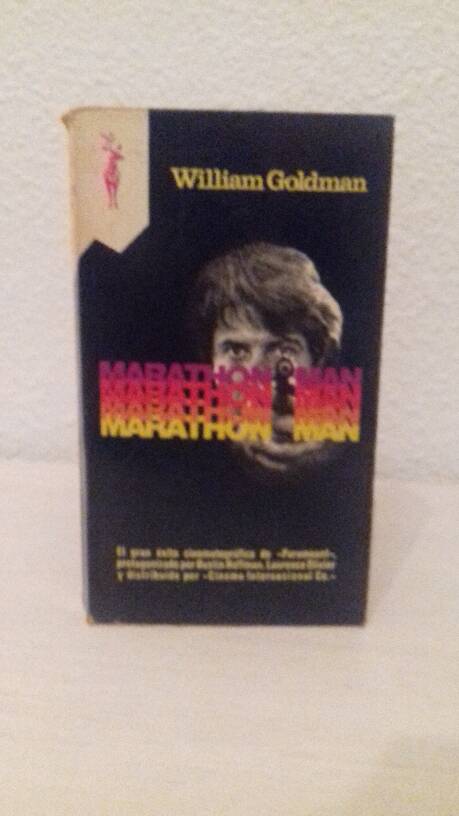 William Goldman
MARATHON MAN
MARATHON MAN
MARATHON MAN
MARATHON MAN
El gran éxito cinematográfico de «Paramount»,
protagonizado por Dustin Hoffman, Laurence Olivier
y distribuido por «Cinema International Co.»